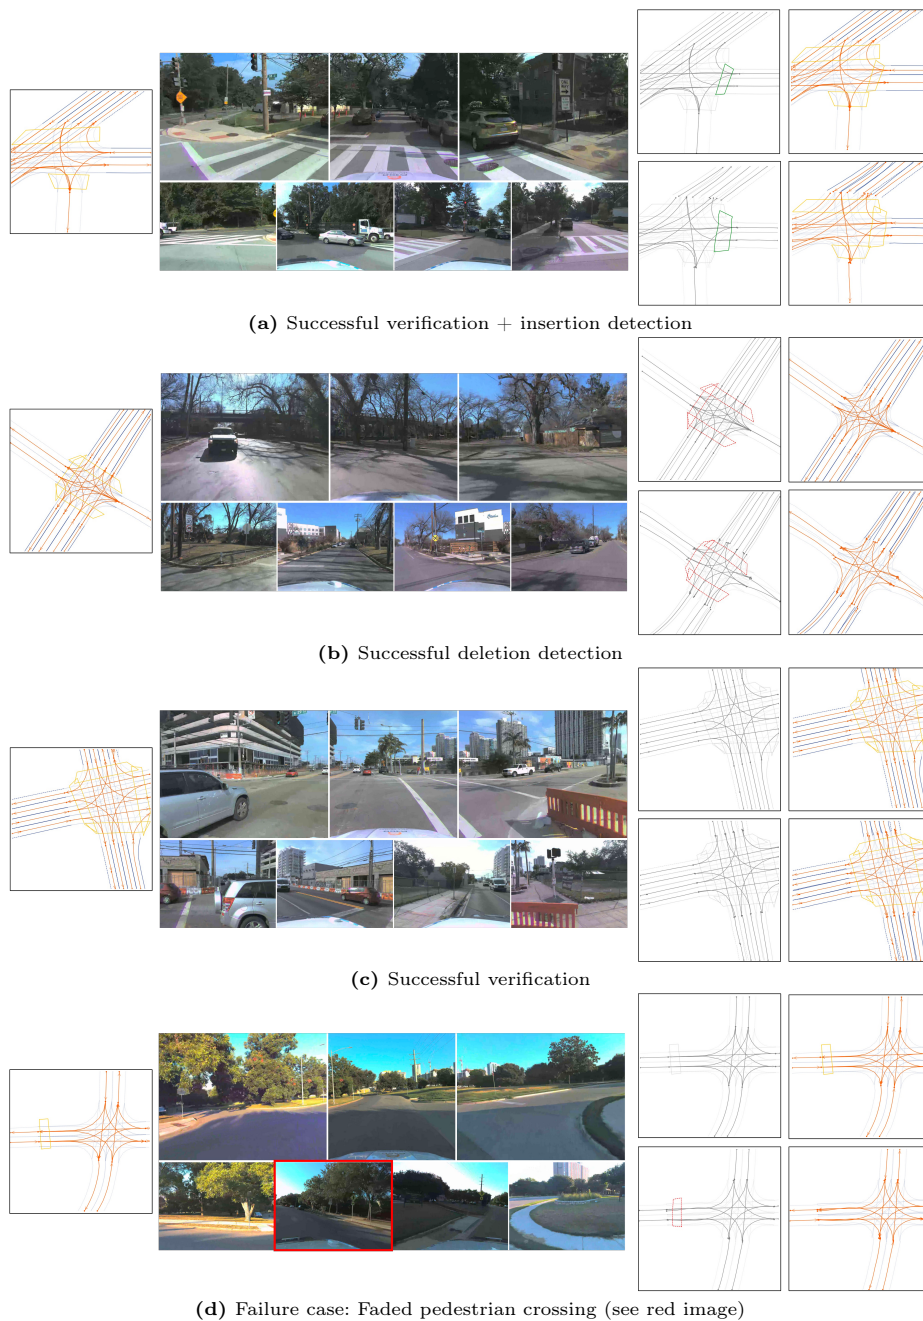 (a) Successful verification + insertion detection
(b) Successful deletion detection
(c) Successful verification
(d) Failure case: Faded pedestrian crossing (see red image)